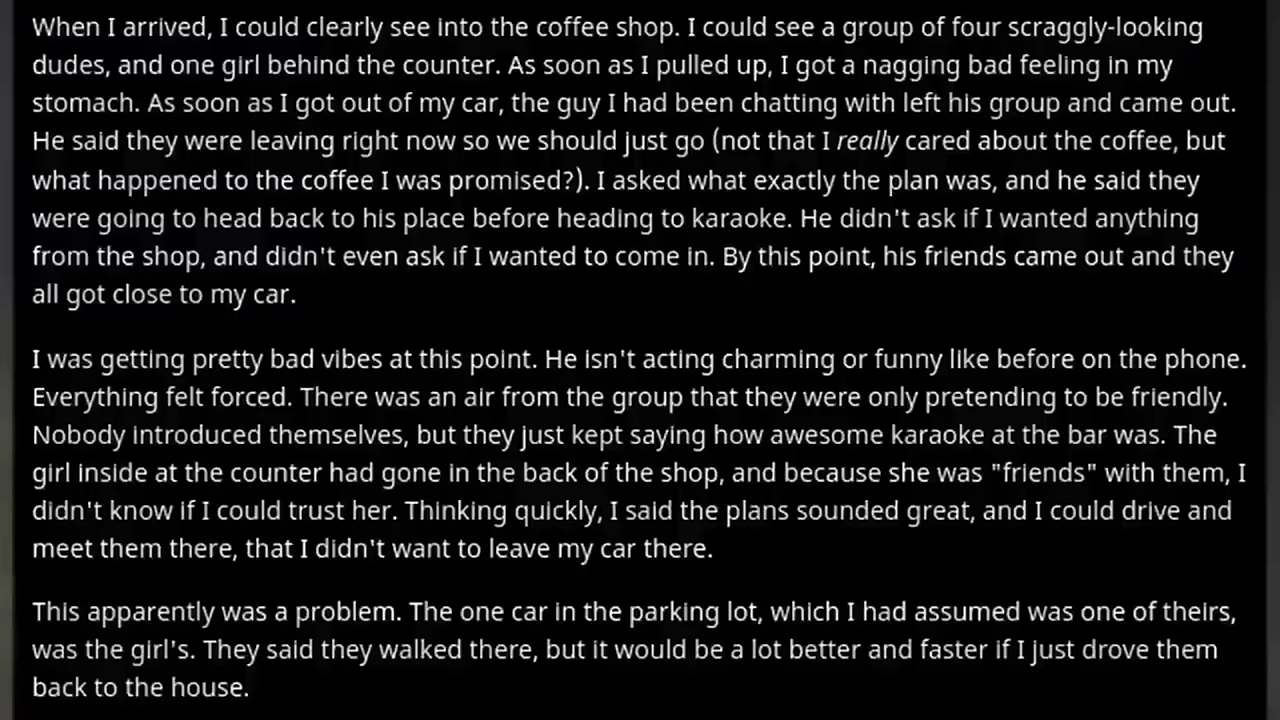 When I arrived, I could clearly see into the coffee shop. I could see a group of four scraggly-looking
dudes, and one girl behind the counter. As soon as I pulled up, I got a nagging bad feeling in my
stomach. As soon as I got out of my car, the guy I had been chatting with left his group and came out.
He said they were leaving right now so we should just go (not that I really cared about the coffee, but
what happened to the coffee I was promised?). I asked what exactly the plan was, and he said they
were going to head back to his place before heading to karaoke. He didn't ask if I wanted anything
from the shop, and didn't even ask if I wanted to come in. By this point, his friends came out and they
all got close to my car.
I was getting pretty bad vibes at this point. He isn't acting charming or funny like before on the phone.
Everything felt forced. There was an air from the group that they were only pretending to be friendly.
Nobody introduced themselves, but they just kept saying how awesome karaoke at the bar was. The
girl inside at the counter had gone in the back of the shop, and because she was "friends" with them, I
didn't know if I could trust her. Thinking quickly, I said the plans sounded great, and I could drive and
meet them there, that I didn't want to leave my car there.
This apparently was a problem. The one car in the parking lot, which I had assumed was one of theirs,
was the girl's. They said they walked there, but it would be a lot better and faster if I just drove them
back to the house.